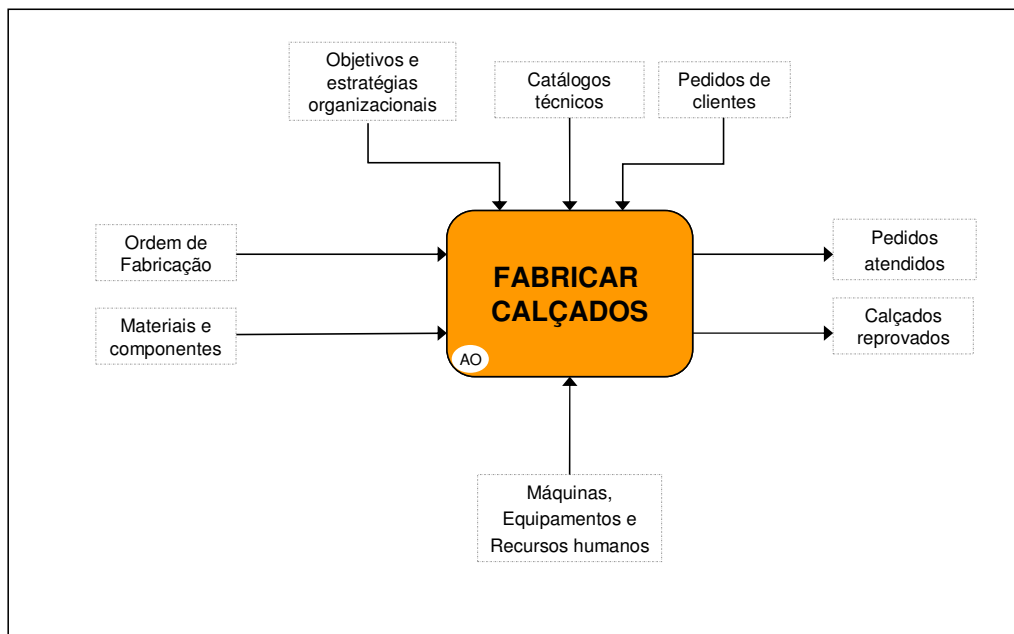 Objetivos e
estratégias
organizacionais
Catálogos
técnicos
Pedidos de
clientes
Ordem de
Fabricação
Materiais e
componentes
FABRICAR
CALÇADOS
AO
Pedidos
atendidos
Calçados
reprovados
Máquinas,
Equipamentos e
Recursos humanos